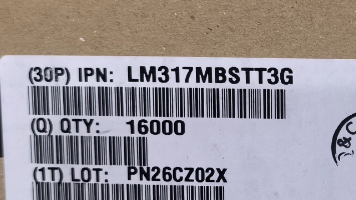 (30P) IPN: LM317MBSTT3G
(Q) QTY: 16000
(1T) LOT: PN26CZ02X
& C